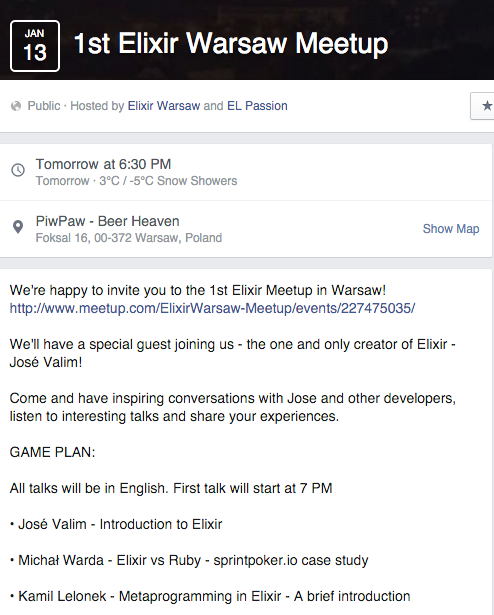 JAN
13
1st Elixir Warsaw Meetup
Public · Hosted by Elixir Warsaw and EL Passion
Tomorrow at 6:30 PM
Tomorrow · 3°C / -5°C Snow Showers
PiwPaw - Beer Heaven
Foksal 16, 00-372 Warsaw, Poland
Show Map
We're happy to invite you to the 1st Elixir Meetup in Warsaw!
http://www.meetup.com/ElixirWarsaw-Meetup/events/227475035/
We'll have a special guest joining us - the one and only creator of Elixir -
José Valim!
Come and have inspiring conversations with Jose and other developers,
listen to interesting talks and share your experiences.
GAME PLAN:
All talks will be in English. First talk will start at 7 PM
• José Valim - Introduction to Elixir
• Michał Warda - Elixir vs Ruby - sprintpoker.io case study
• Kamil Lelonek - Metaprogramming in Elixir - A brief introduction